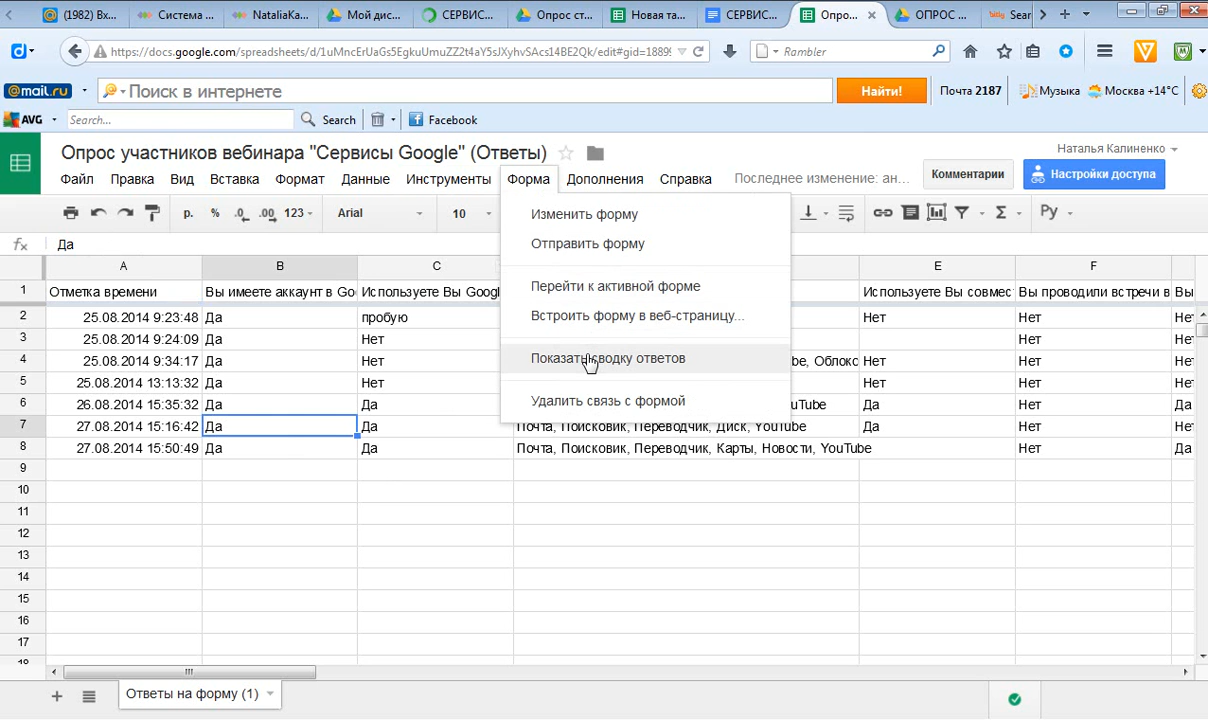 (1982) Вх...
Система ...
NataliaKa...
Мой дис...
СЕРВИС...
Опрос ст...
Новая та...
СЕРВИС...
Опро...
ОПРОС ...
Sear
https://docs.google.com/spreadsheets/d/1uMncErUaGs5EgkuUmuZZ2t4aY5sJXyhvSAcs14BE2Qk/edit#gid=1889
Rambler
@mail.ru
Поиск в интернете
Найти!
Почта 2187
Музыка
Москва +14°C
AVG
Search...
Search
Facebook
Опрос участников вебинара "Сервисы Google" (Ответы)
Наталья Калиненко
Файл Правка Вид Вставка Формат Данные Инструменты Форма Дополнения Справка
Последнее изменение: ан...
Комментарии
Настройки доступа
р. % .0 .00 123 Arial 10 Σ Ру
fx Да
Изменить форму
Отправить форму
Перейти к активной форме
Встроить форму в веб-страницу...
Показать сводку ответов
Удалить связь с формой
A B C E F
1 Отметка времени Вы имеете аккаунт в Go Используете Вы Googl Используете Вы совмес Вы проводили встречи в Вы
2 25.08.2014 9:23:48 Да пробую Нет Нет Не
3 25.08.2014 9:24:09 Да Нет Нет Не
4 25.08.2014 9:34:17 Да Нет be, Облоко Нет Нет Не
5 25.08.2014 13:13:32 Да Нет Нет Нет Не
6 26.08.2014 15:35:32 Да Да uTube Да Нет Не
7 27.08.2014 15:16:42 Да Да Почта, Поисковик, Переводчик, Диск, YouTube Да Нет Не
8 27.08.2014 15:50:49 Да Да Почта, Поисковик, Переводчик, Карты, Новости, YouTube Нет Да
9
10
11
12
13
14
15
16
17
18
Ответы на форму (1)